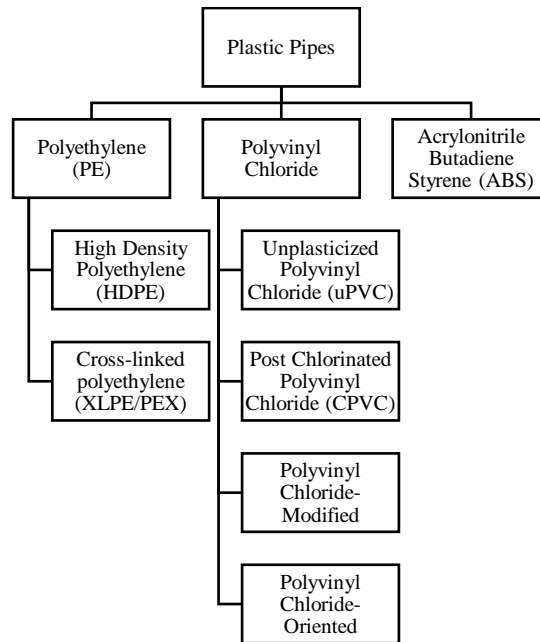 Plastic Pipes
Polyethylene
(PE)
Polyvinyl
Chloride
Acrylonitrile
Butadiene
Styrene (ABS)
High Density
Polyethylene
(HDPE)
Cross-linked
polyethylene
(XLPE/PEX)
Unplasticized
Polyvinyl
Chloride (uPVC)
Post Chlorinated
Polyvinyl
Chloride (CPVC)
Polyvinyl
Chloride-
Modified
Polyvinyl
Chloride-
Oriented